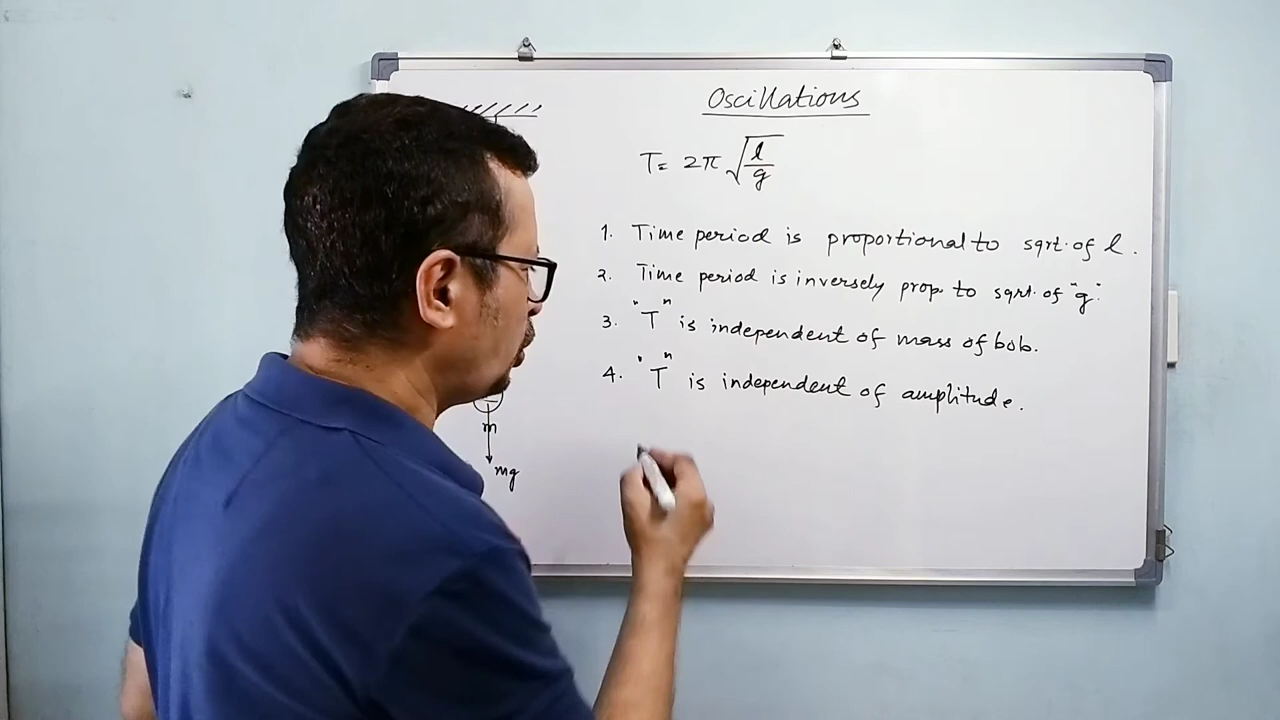 Oscillations
T= 2π √(l/g)
1. Time period is proportional to sqrt. of l.
2. Time period is inversely prop. to sqrt. of "g".
3. "T" is independent of mass of bob.
4. "T" is independent of amplitude.
m
mg